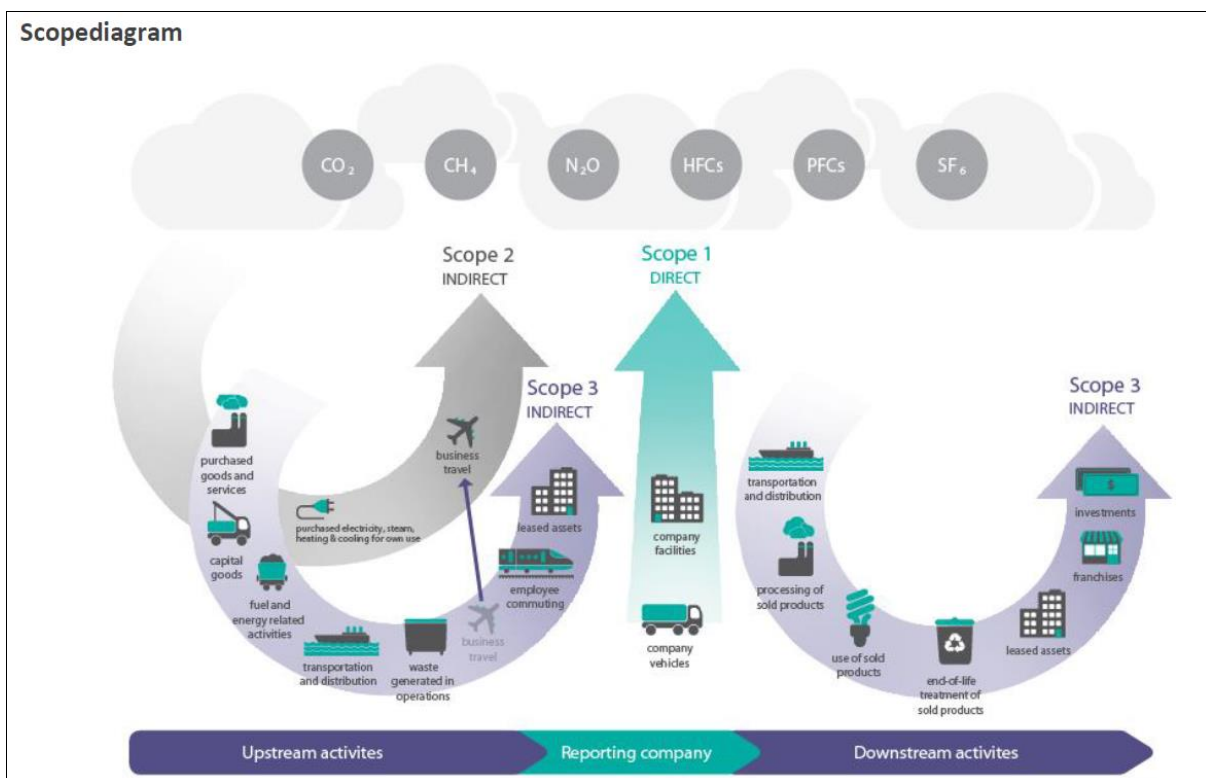 Scopediagram
CO2
CH4
N2O
HFCs
PFCs
SF6
Scope 2
INDIRECT
Scope 1
DIRECT
Scope 3
INDIRECT
Scope 3
INDIRECT
purchased
goods and
services
capital
goods
fuel and
energy related
activities
purchased electricity, steam,
heating & cooling for own use
transportation
and distribution
waste
generated in
operations
business
travel
business
travel
employee
commuting
leased assets
company
facilities
company
vehicles
transportation
and distribution
processing of
sold products
use of sold
products
end-of-life
treatment of
sold products
leased assets
franchises
$
investments
Upstream activites
Reporting company
Downstream activites